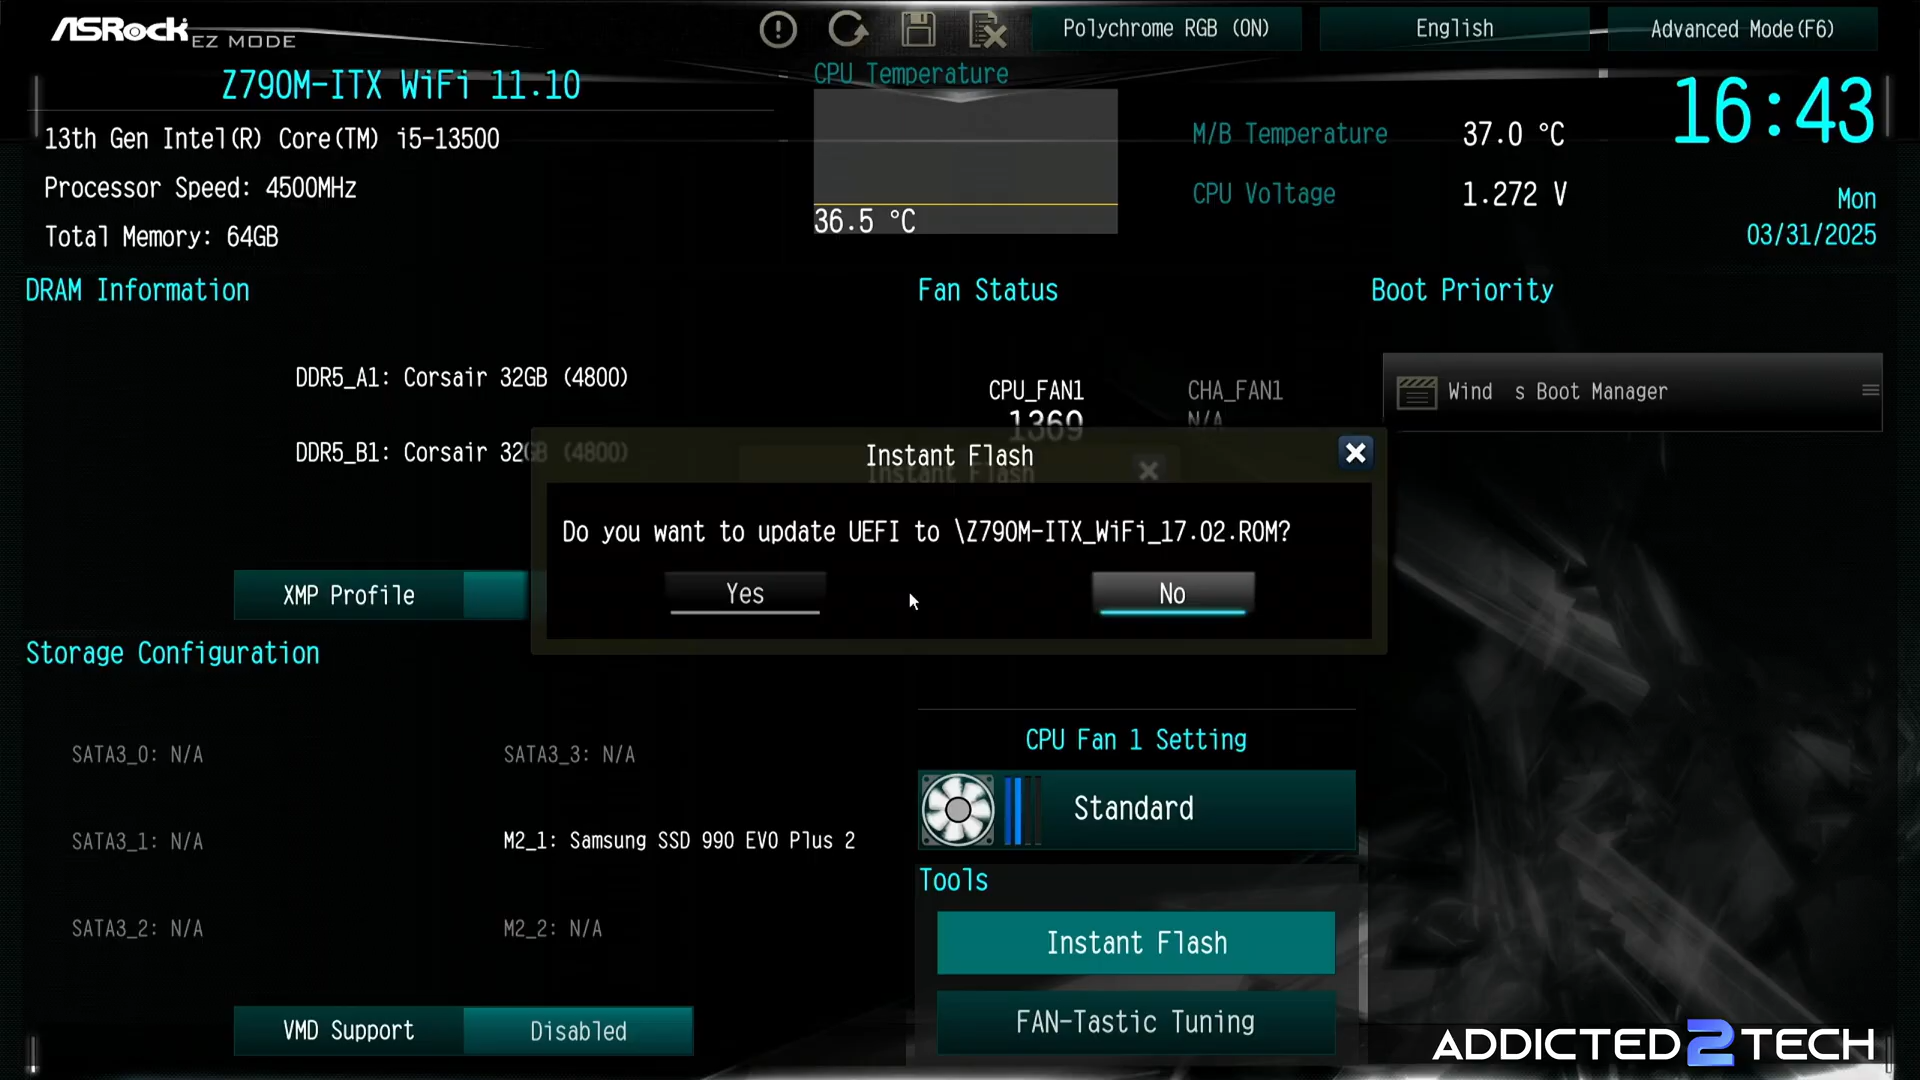 ASRock EZ MODE
Polychrome RGB (ON)
English
Advanced Mode(F6)
Z790M-ITX WiFi 11.10
13th Gen Intel(R) Core(TM) i5-13500
Processor Speed: 4500MHz
Total Memory: 64GB
CPU Temperature
36.5 °C
M/B Temperature 37.0 °C
CPU Voltage 1.272 V
16:43
Mon
03/31/2025
DRAM Information
DDR5_A1: Corsair 32GB (4800)
DDR5_B1: Corsair 32GB (4800)
XMP Profile
Fan Status
CPU_FAN1
1369
CHA_FAN1
N/A
Boot Priority
Wind s Boot Manager
Instant Flash
Instant Flash
Do you want to update UEFI to \Z790M-ITX_WiFi_17.02.ROM?
Yes
No
Storage Configuration
SATA3_0: N/A
SATA3_3: N/A
SATA3_1: N/A
M2_1: Samsung SSD 990 EVO Plus 2
SATA3_2: N/A
M2_2: N/A
VMD Support
Disabled
CPU Fan 1 Setting
Standard
Tools
Instant Flash
FAN-Tastic Tuning
ADDICTED2TECH